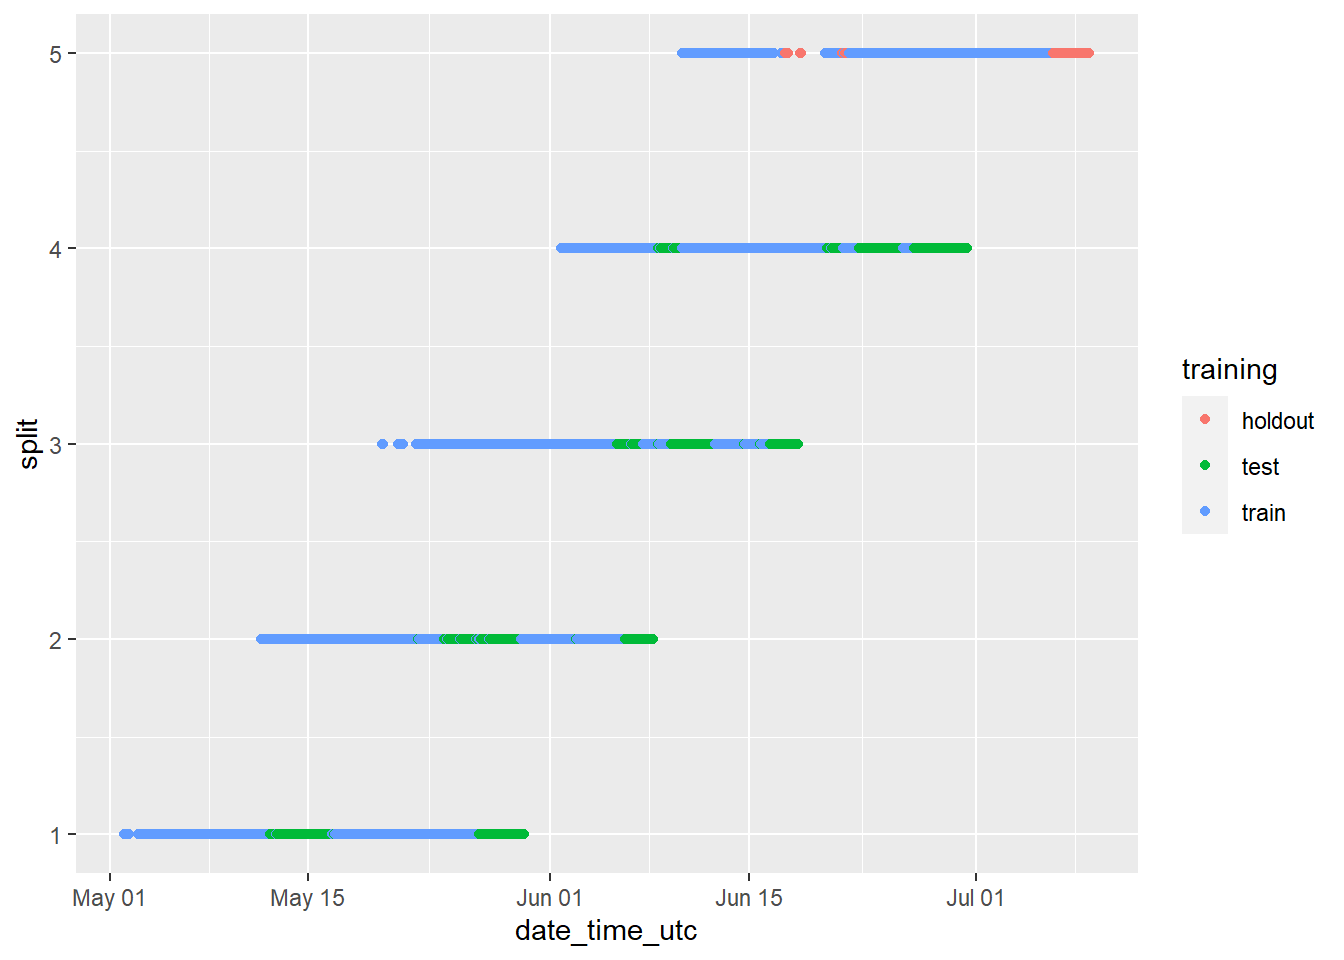 5
4
3
2
1
split
May 01
May 15
Jun 01
Jun 15
Jul 01
date_time_utc
training
holdout
test
train